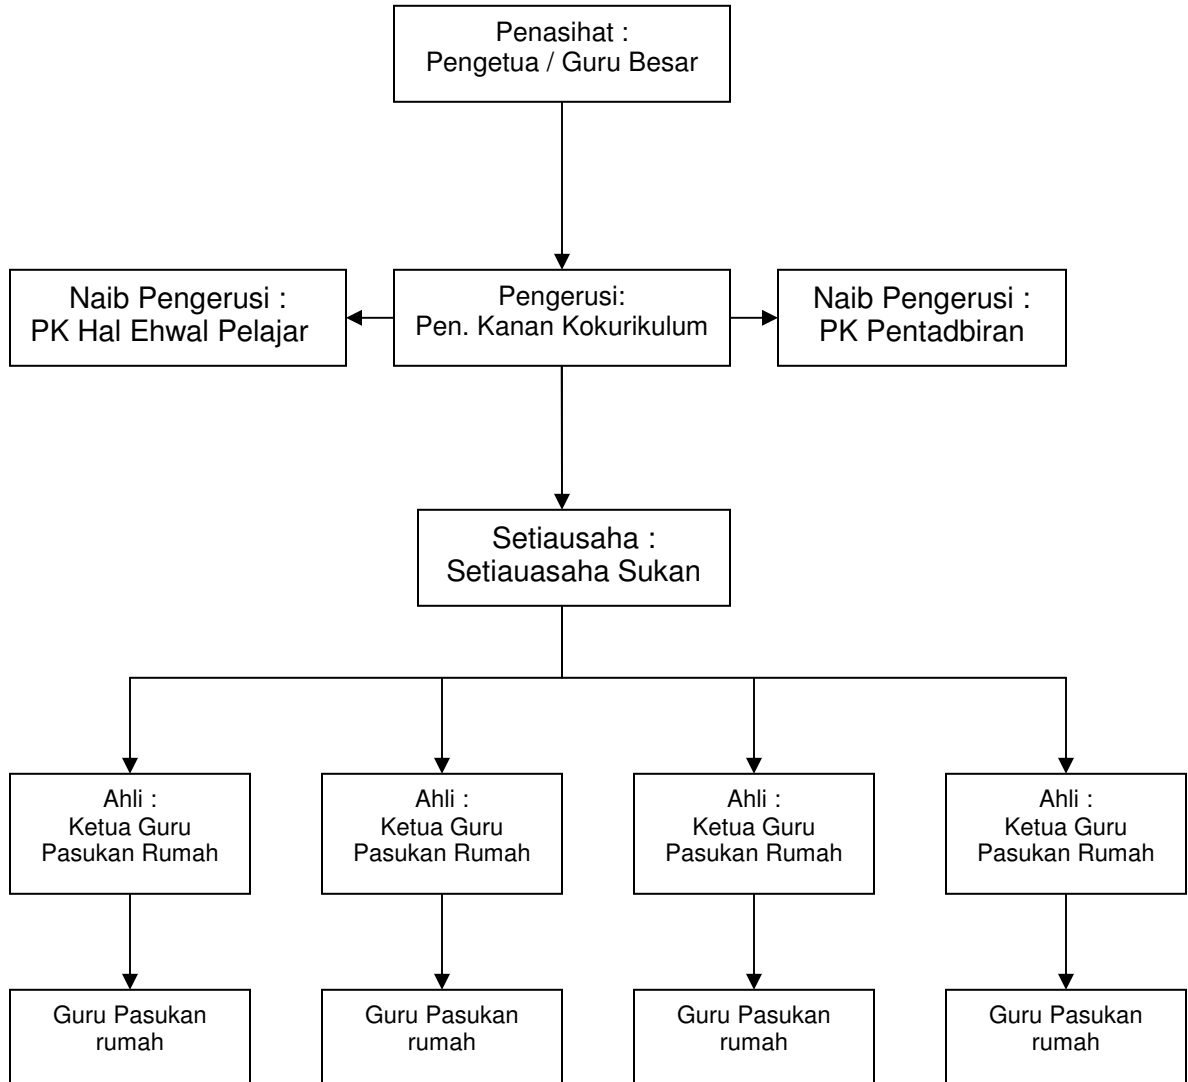 Penasihat :
Pengetua / Guru Besar
Naib Pengerusi :
PK Hal Ehwal Pelajar
Pengerusi:
Pen. Kanan Kokurikulum
Naib Pengerusi :
PK Pentadbiran
Setiausaha :
Setiauasaha Sukan
Ahli :
Ketua Guru
Pasukan Rumah
Ahli :
Ketua Guru
Pasukan Rumah
Ahli :
Ketua Guru
Pasukan Rumah
Ahli :
Ketua Guru
Pasukan Rumah
Guru Pasukan
rumah
Guru Pasukan
rumah
Guru Pasukan
rumah
Guru Pasukan
rumah